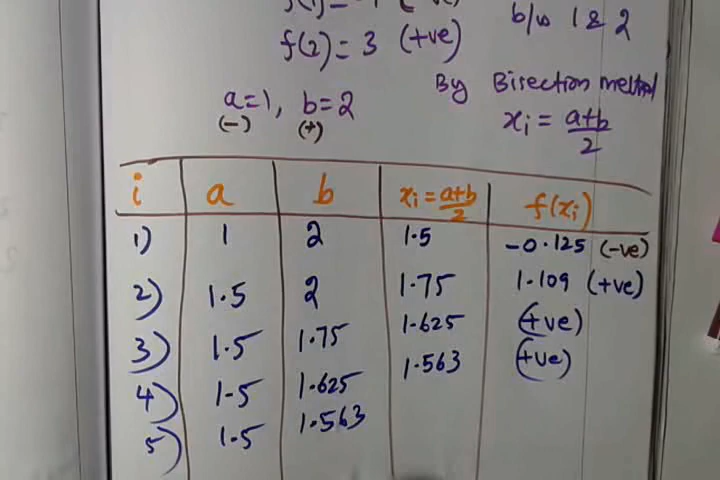 f(2) = 3 (+ve)
b/w 1 & 2
By Bisection method
a=1, b=2
(-) (+)
xi = a+b/2
i a b xi = a+b/2 f(xi)
1) 1 2 1.5 -0.125 (-ve)
2) 1.5 2 1.75 1.109 (+ve)
3) 1.5 1.75 1.625 (+ve)
4) 1.5 1.625 1.563 (+ve)
5) 1.5 1.563